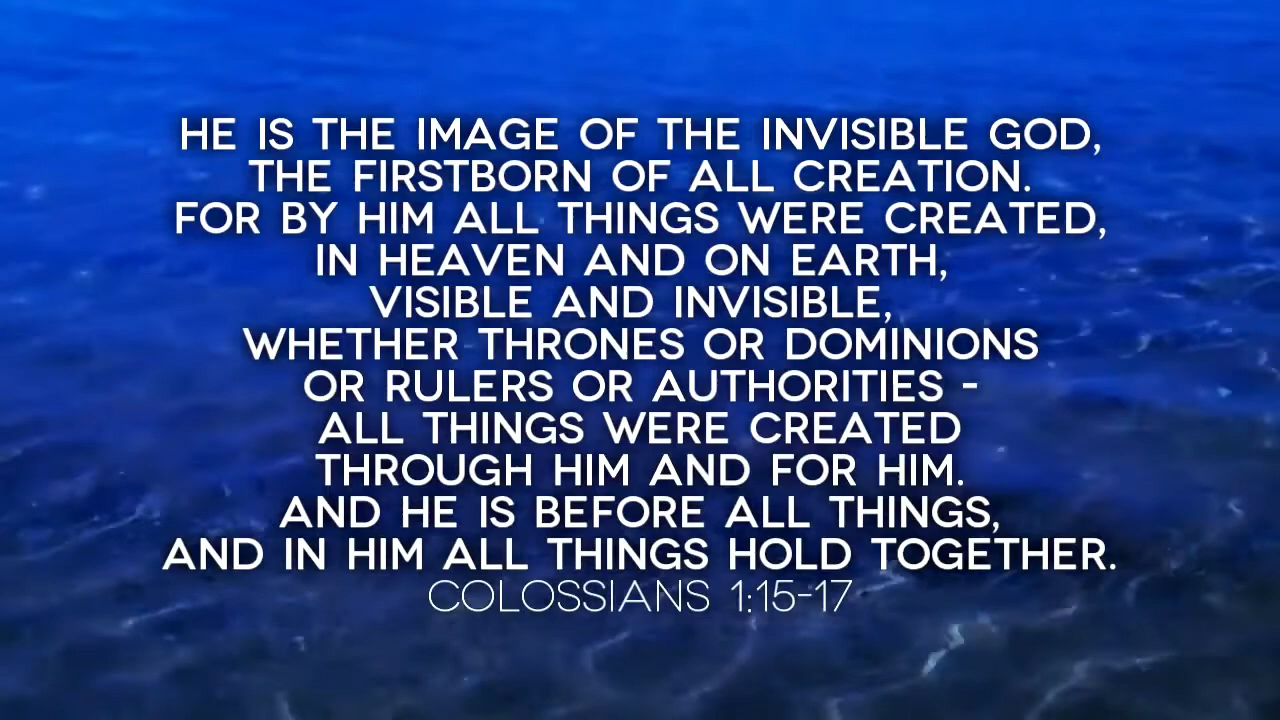 HE IS THE IMAGE OF THE INVISIBLE GOD,
THE FIRSTBORN OF ALL CREATION.
FOR BY HIM ALL THINGS WERE CREATED,
IN HEAVEN AND ON EARTH,
VISIBLE AND INVISIBLE,
WHETHER THRONES OR DOMINIONS
OR RULERS OR AUTHORITIES -
ALL THINGS WERE CREATED
THROUGH HIM AND FOR HIM.
AND HE IS BEFORE ALL THINGS,
AND IN HIM ALL THINGS HOLD TOGETHER.
COLOSSIANS 1:15-17